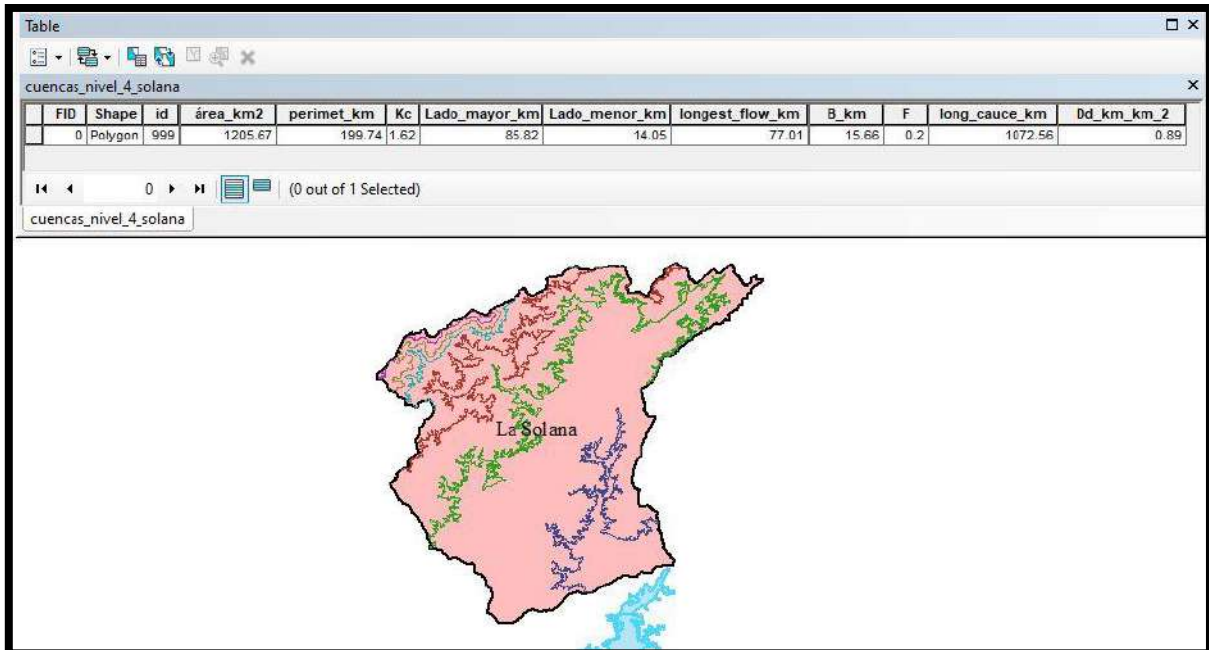 Table
cuencas_nivel_4_solana
FID Shape id área_km2 perimet_km Kc Lado_mayor_km Lado_menor_km longest_flow_km B_km F long_cauce_km Dd_km_km_2
0 Polygon 999 1205.67 199.74 1.62 85.82 14.05 77.01 15.66 0.2 1072.56 0.89
0 (0 out of 1 Selected)
cuencas_nivel_4_solana
La Solana